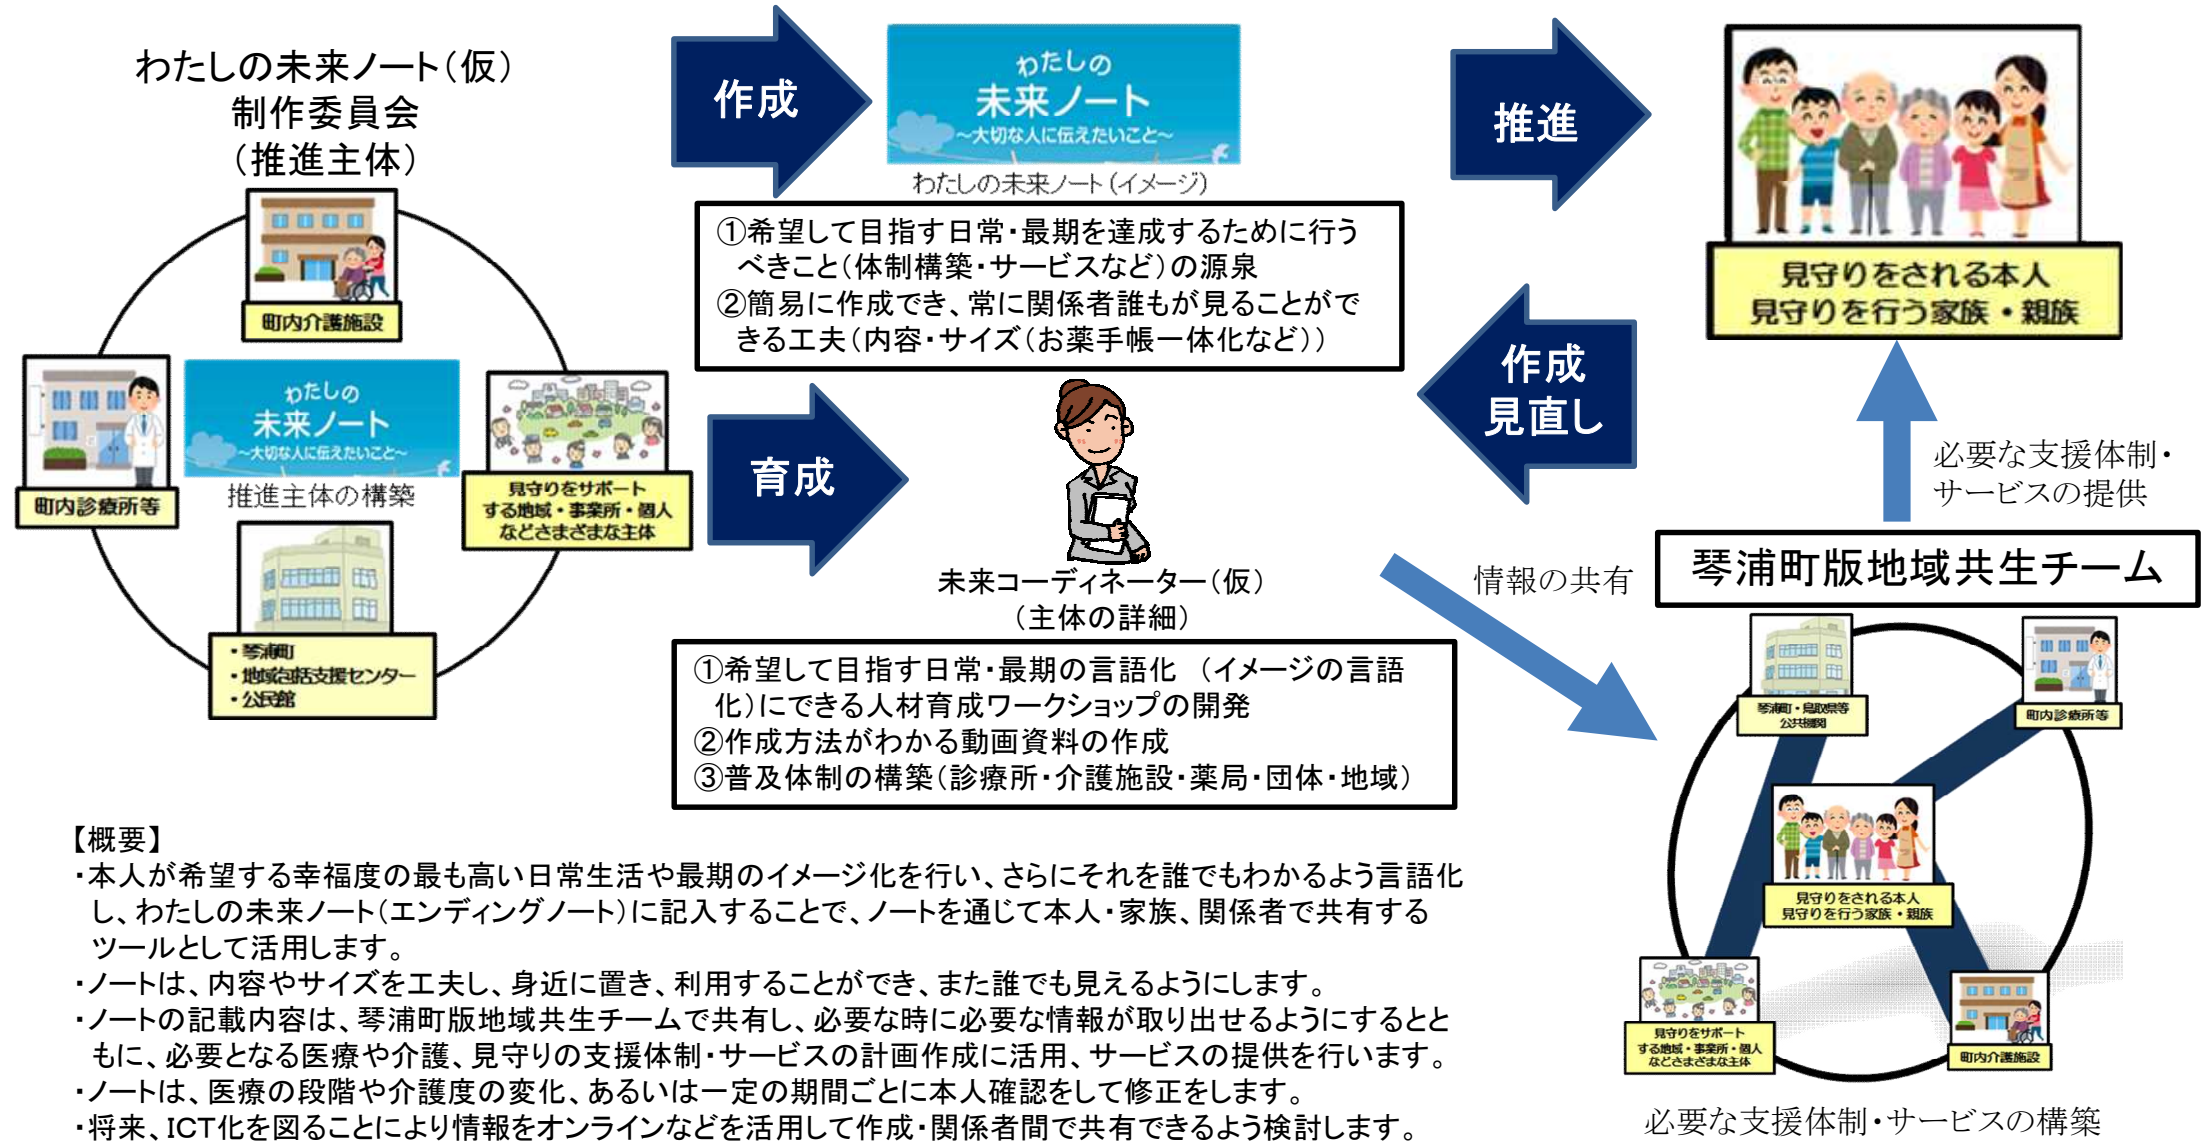 わたしの未来ノート（仮）
制作委員会
（推進主体）
町内介護施設
町内診療所等
わたしの
未来ノート
～大切な人に伝えたいこと～
推進主体の構築
見守りをサポート
する地域・事業所・個人
などさまざまな主体
・琴浦町
・地域包括支援センター
・公民館
作成
わたしの
未来ノート
～大切な人に伝えたいこと～
わたしの未来ノート（イメージ）
①希望して目指す日常・最期を達成するために行う
べきこと（体制構築・サービスなど）の源泉
②簡易に作成でき、常に関係者誰もが見ることがで
きる工夫（内容・サイズ（お薬手帳一体化など））
育成
未来コーディネーター（仮）
（主体の詳細）
①希望して目指す日常・最期の言語化　（イメージの言語
化）にできる人材育成ワークショップの開発
②作成方法がわかる動画資料の作成
③普及体制の構築（診療所・介護施設・薬局・団体・地域）
推進
見守りをされる本人
見守りを行う家族・親族
作成
見直し
必要な支援体制・
サービスの提供
情報の共有
琴浦町版地域共生チーム
琴浦町・鳥取県等
公共機関
町内診療所等
見守りをされる本人
見守りを行う家族・親族
見守りをサポート
する地域・事業所・個人
などさまざまな主体
町内介護施設
必要な支援体制・サービスの構築
【概要】
・本人が希望する幸福度の最も高い日常生活や最期のイメージ化を行い、さらにそれを誰でもわかるよう言語化
し、わたしの未来ノート（エンディングノート）に記入することで、ノートを通じて本人・家族、関係者で共有する
ツールとして活用します。
・ノートは、内容やサイズを工夫し、身近に置き、利用することができ、また誰でも見えるようにします。
・ノートの記載内容は、琴浦町版地域共生チームで共有し、必要な時に必要な情報が取り出せるようにするとと
もに、必要となる医療や介護、見守りの支援体制・サービスの計画作成に活用、サービスの提供を行います。
・ノートは、医療の段階や介護度の変化、あるいは一定の期間ごとに本人確認をして修正をします。
・将来、ICT化を図ることにより情報をオンラインなどを活用して作成・関係者間で共有できるよう検討します。